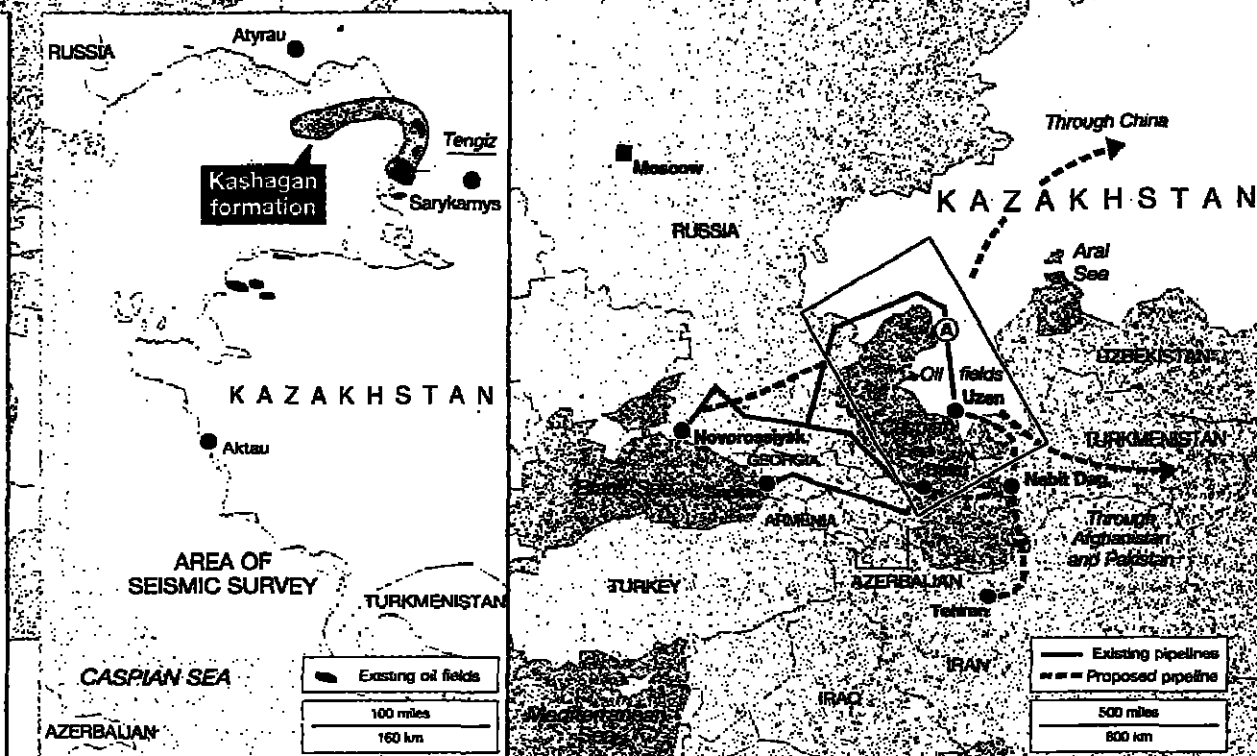 RUSSIA
Atyrau
Kashagan
formation
Tengiz
Sarykamys
KAZAKHSTAN
Aktau
AREA OF
SEISMIC SURVEY
TURKMENISTAN
CASPIAN SEA
AZERBAIJAN
Existing oil fields
100 miles
160 km
Moscow
RUSSIA
Through China
KAZAKHSTAN
Aral
Sea
A
Oil fields
Uzen
UZBEKISTAN
Novorossiysk
GEORGIA
TURKMENISTAN
Nebit Dag
ARMENIA
Through
Afghanistan
and Pakistan
TURKEY
AZERBAIJAN
Tehran
IRAN
IRAQ
Mediterranean
Existing pipelines
Proposed pipeline
500 miles
800 km